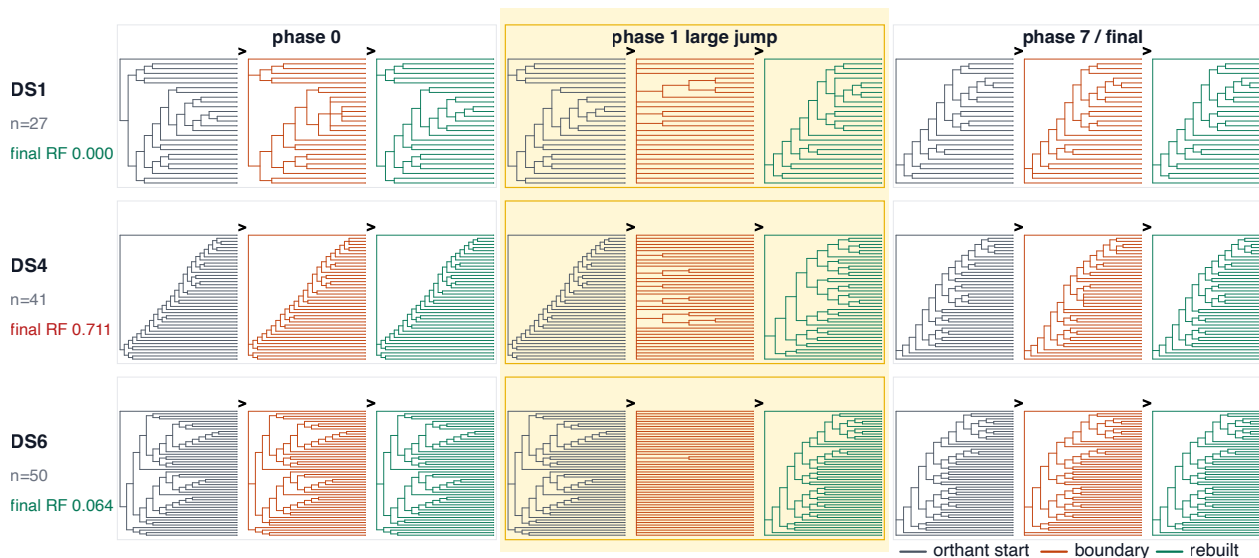 phase 0
phase 1 large jump
phase 7 / final
> > > > > >
DS1
n=27
final RF 0.000
> > > > > >
DS4
n=41
final RF 0.711
> > > > > >
DS6
n=50
final RF 0.064
orthant start boundary rebuilt